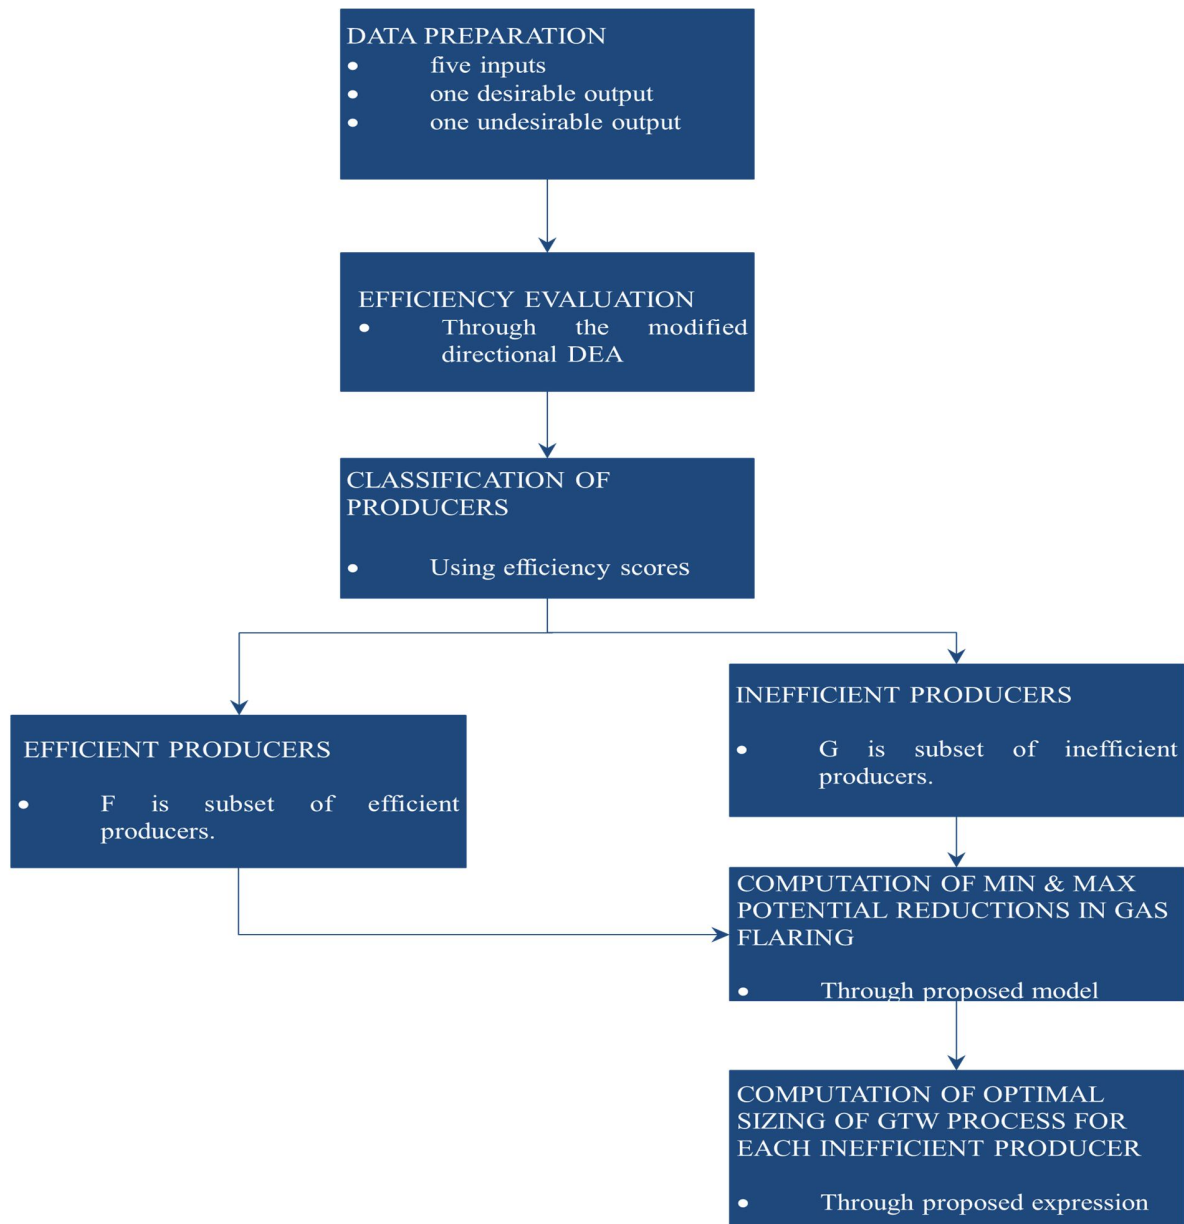 DATA PREPARATION
• five inputs
• one desirable output
• one undesirable output
EFFICIENCY EVALUATION
• Through the modified
directional DEA
CLASSIFICATION OF
PRODUCERS
• Using efficiency scores
EFFICIENT PRODUCERS
• F is subset of efficient
producers.
INEFFICIENT PRODUCERS
• G is subset of inefficient
producers.
COMPUTATION OF MIN & MAX
POTENTIAL REDUCTIONS IN GAS
FLARING
• Through proposed model
COMPUTATION OF OPTIMAL
SIZING OF GTW PROCESS FOR
EACH INEFFICIENT PRODUCER
• Through proposed expression